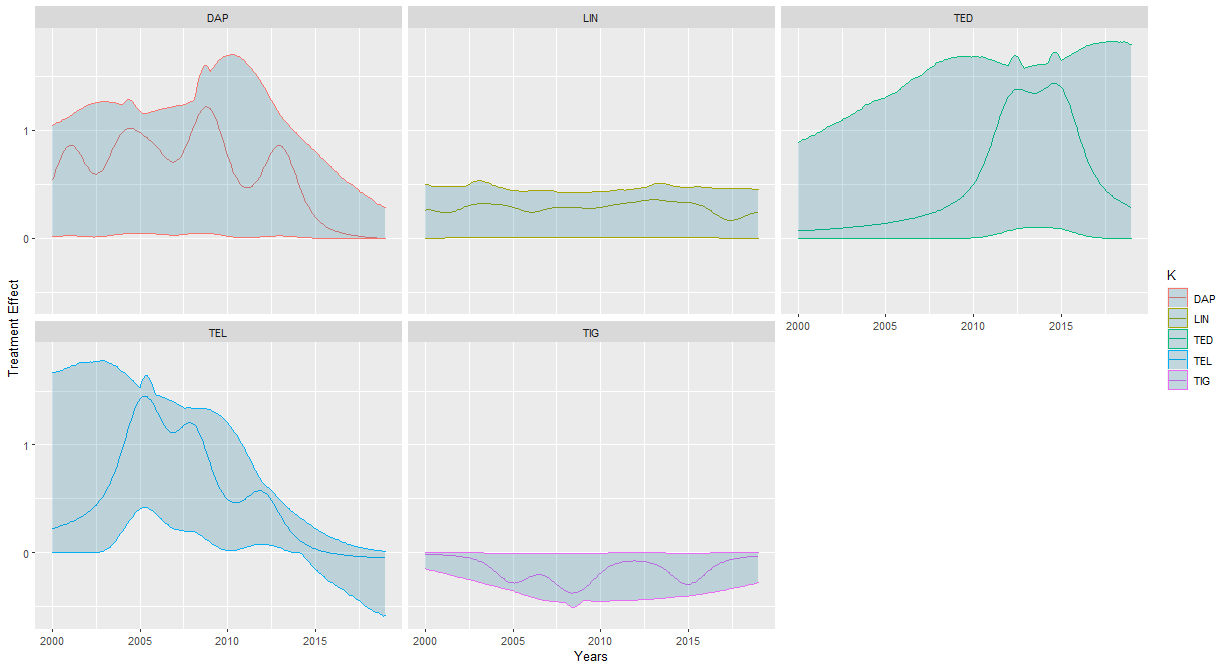 DAP LIN TED
1
0
2000 2005 2010 2015
TEL TIG
1
0
2000 2005 2010 2015 2000 2005 2010 2015
Years
Treatment Effect
K
DAP
LIN
TED
TEL
TIG